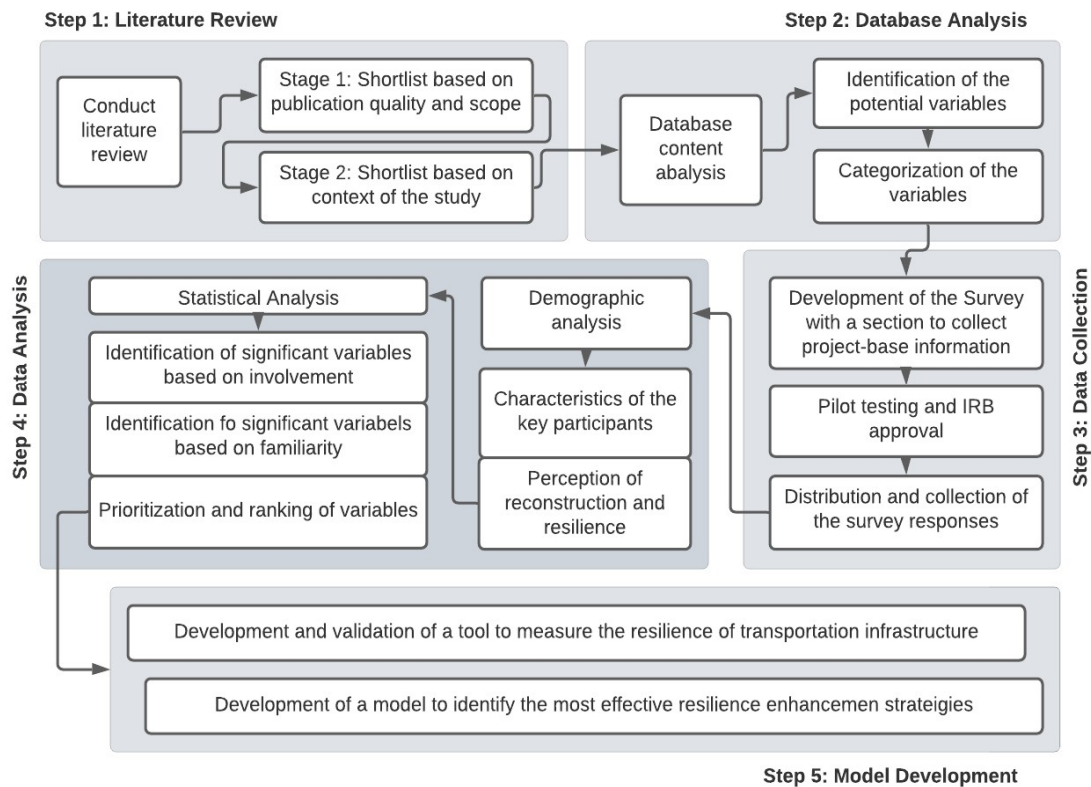 Step 1: Literature Review
Conduct
literature
review
Stage 1: Shortlist based on
publication quality and scope
Stage 2: Shortlist based on
context of the study
Step 2: Database Analysis
Database
content
abalysis
Identification of the
potential variables
Categorization of the
variables
Step 3: Data Collection
Development of the Survey
with a section to collect
project-base information
Pilot testing and IRB
approval
Distribution and collection of
the survey responses
Step 4: Data Analysis
Demographic
analysis
Characteristics of the
key participants
Perception of
reconstruction and
resilience
Statistical Analysis
Identification of significant variables
based on involvement
Identification fo significant variabels
based on familiarity
Prioritization and ranking of variables
Development and validation of a tool to measure the resilience of transportation infrastructure
Development of a model to identify the most effective resilience enhancemen strateigies
Step 5: Model Development